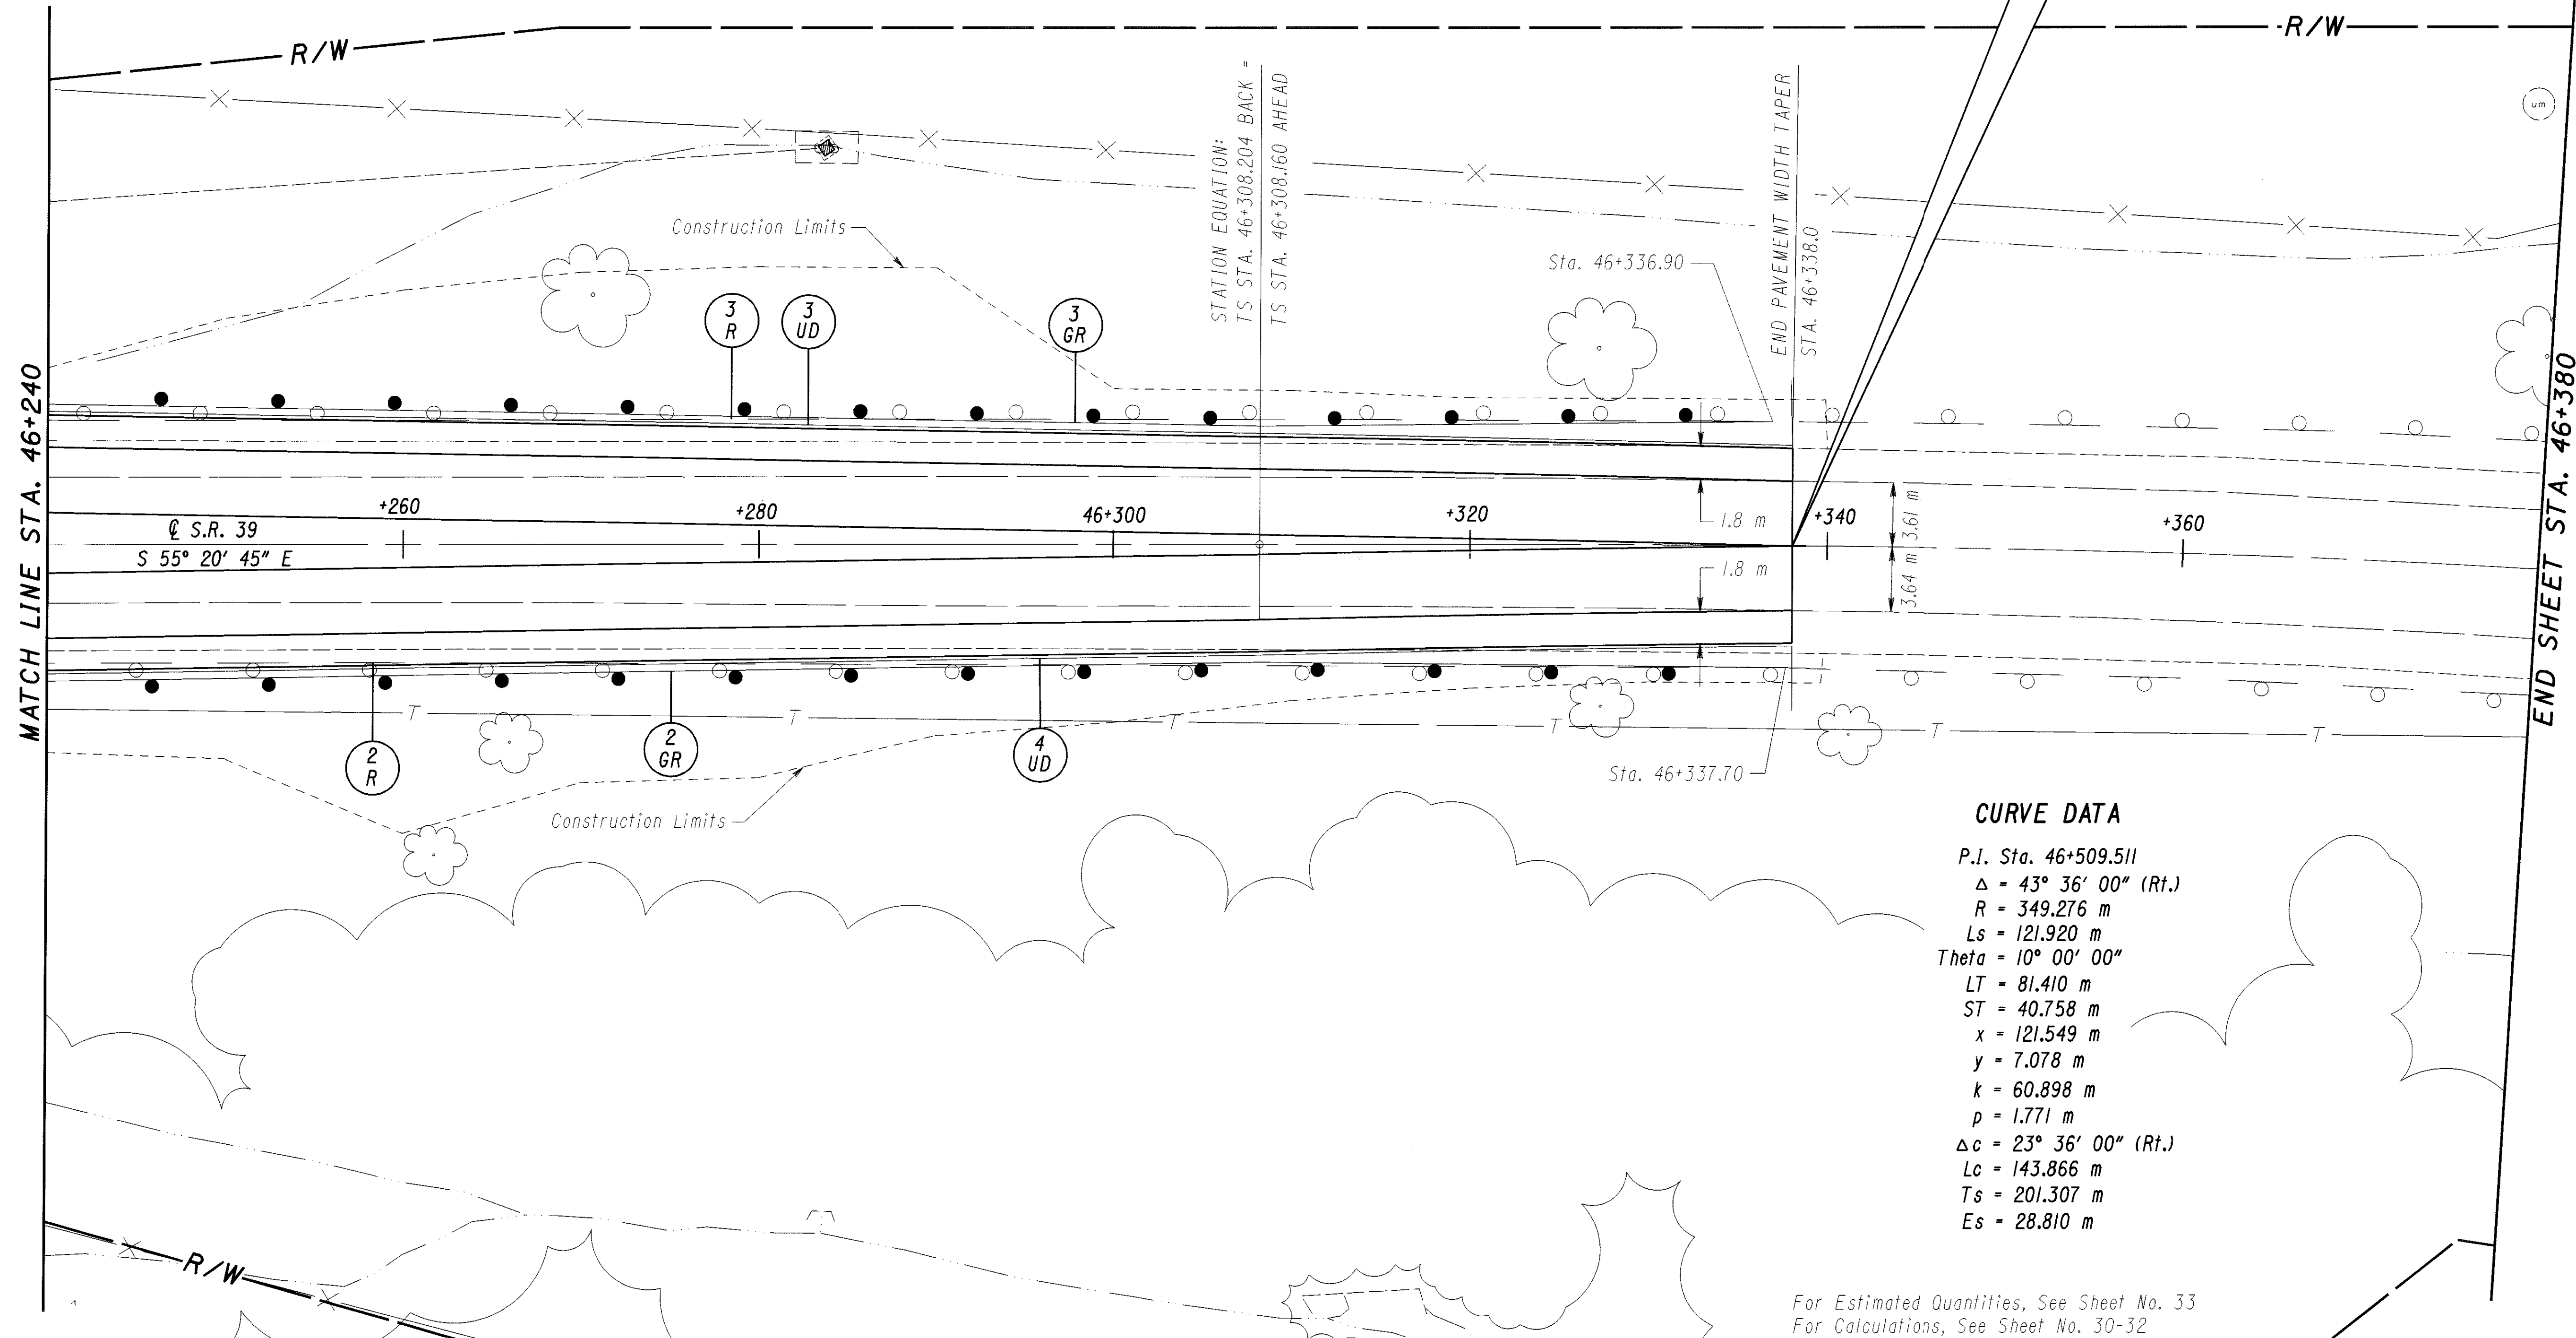 R/W
R/W
um
STATION EQUATION:
TS STA. 46+308.204 BACK =
TS STA. 46+308.160 AHEAD
END PAVEMENT WIDTH TAPER
STA. 46+338.0
Construction Limits
Sta. 46+336.90
3
R
3
UD
3
GR
MATCH LINE STA. 46+240
END SHEET STA. 46+380
+260
+280
46+300
+320
+340
+360
℄ S.R. 39
S 55° 20' 45" E
1.8 m
1.8 m
3.61 m
3.64 m
T
T
T
T
T
T
2
R
2
GR
4
UD
Construction Limits
Sta. 46+337.70
CURVE DATA
P.I. Sta. 46+509.511
Δ = 43° 36' 00" (Rt.)
R = 349.276 m
Ls = 121.920 m
Theta = 10° 00' 00"
LT = 81.410 m
ST = 40.758 m
x = 121.549 m
y = 7.078 m
k = 60.898 m
p = 1.771 m
Δc = 23° 36' 00" (Rt.)
Lc = 143.866 m
Ts = 201.307 m
Es = 28.810 m
R/W
For Estimated Quantities, See Sheet No. 33
For Calculations, See Sheet No. 30-32